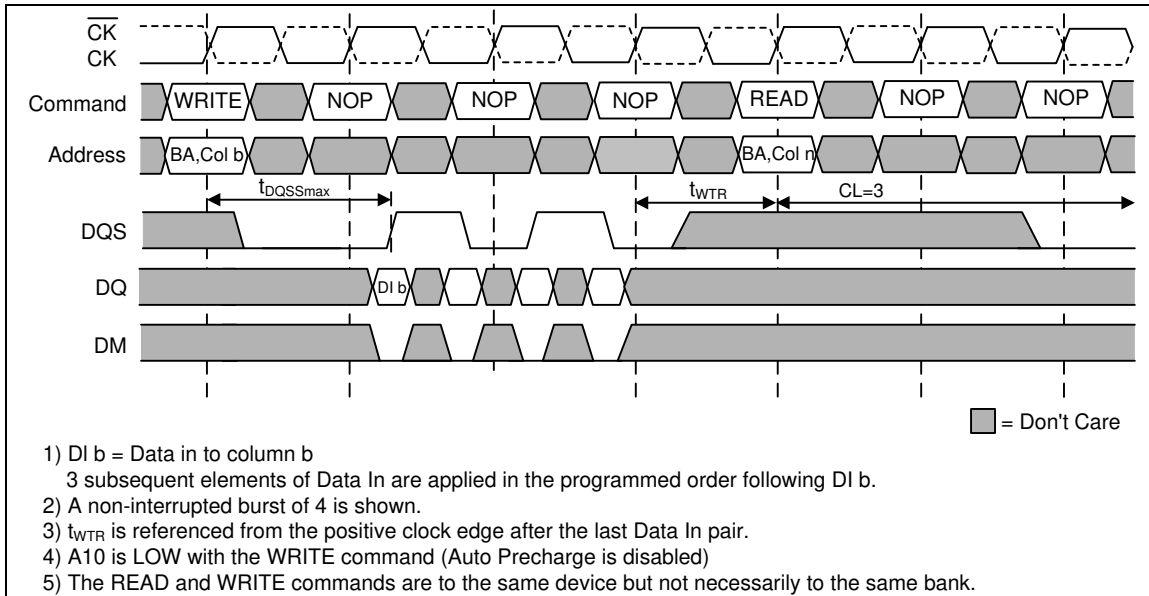 CK
CK
Command WRITE NOP NOP NOP READ NOP NOP
Address BA,Col b BA,Col n
tDQSSmax tWTR CL=3
DQS
DQ DI b
DM
= Don't Care
1) DI b = Data in to column b
3 subsequent elements of Data In are applied in the programmed order following DI b.
2) A non-interrupted burst of 4 is shown.
3) tWTR is referenced from the positive clock edge after the last Data In pair.
4) A10 is LOW with the WRITE command (Auto Precharge is disabled)
5) The READ and WRITE commands are to the same device but not necessarily to the same bank.